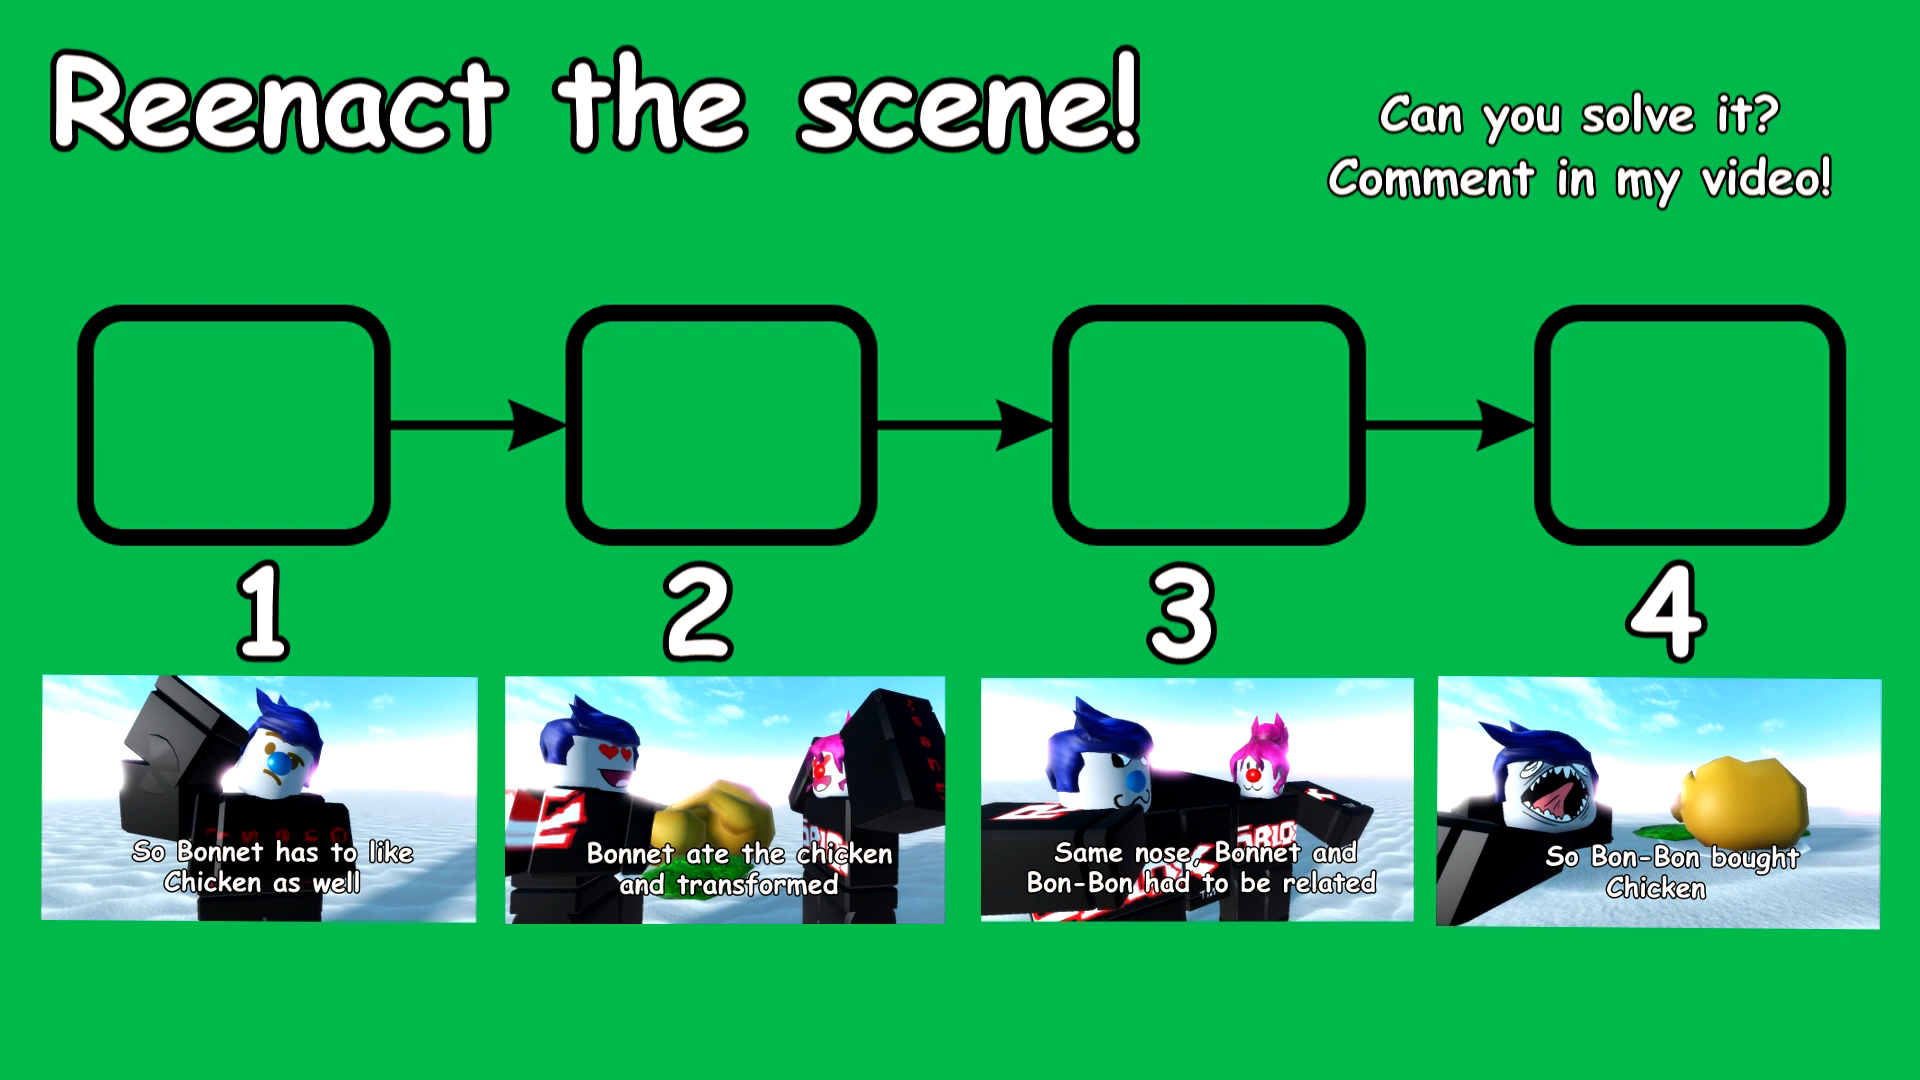 Reenact the scene!
Can you solve it?
Comment in my video!
1
2
3
4
So Bonnet has to like
Chicken as well
Bonnet ate the chicken
and transformed
Same nose, Bonnet and
Bon-Bon had to be related
So Bon-Bon bought
Chicken